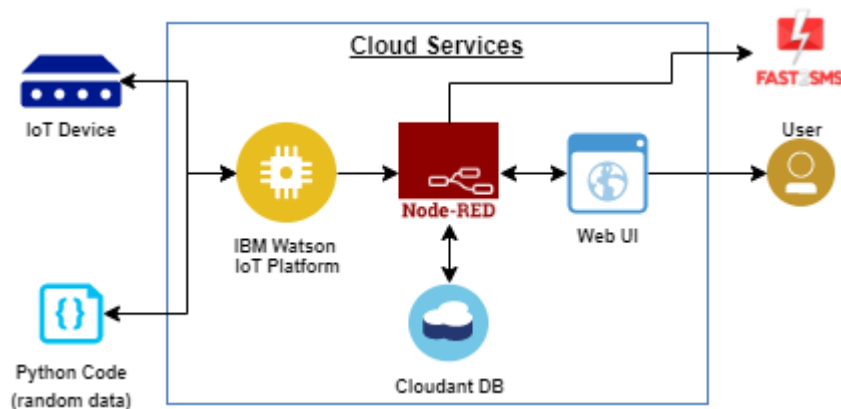 Cloud Services
FAST2SMS
IoT Device
User
Node-RED
IBM Watson
IoT Platform
Web UI
Python Code
(random data)
Cloudant DB